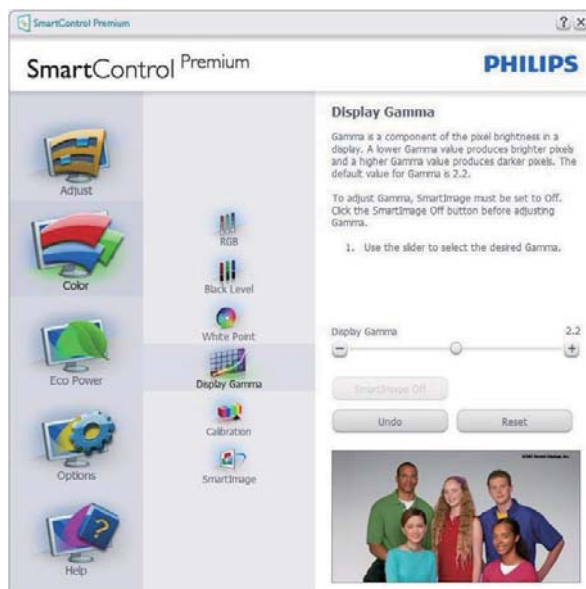 SmartControl Premium
? X
SmartControl Premium
PHILIPS
Adjust
Color
Eco Power
Options
Help
RGB
Black Level
White Point
Display Gamma
Calibration
SmartImage
Display Gamma
Gamma is a component of the pixel brightness in a
display. A lower Gamma value produces brighter pixels
and a higher Gamma value produces darker pixels. The
default value for Gamma is 2.2.
To adjust Gamma, SmartImage must be set to Off.
Click the SmartImage Off button before adjusting
Gamma.
1. Use the slider to select the desired Gamma.
Display Gamma 2.2
SmartImage Off
Undo Reset